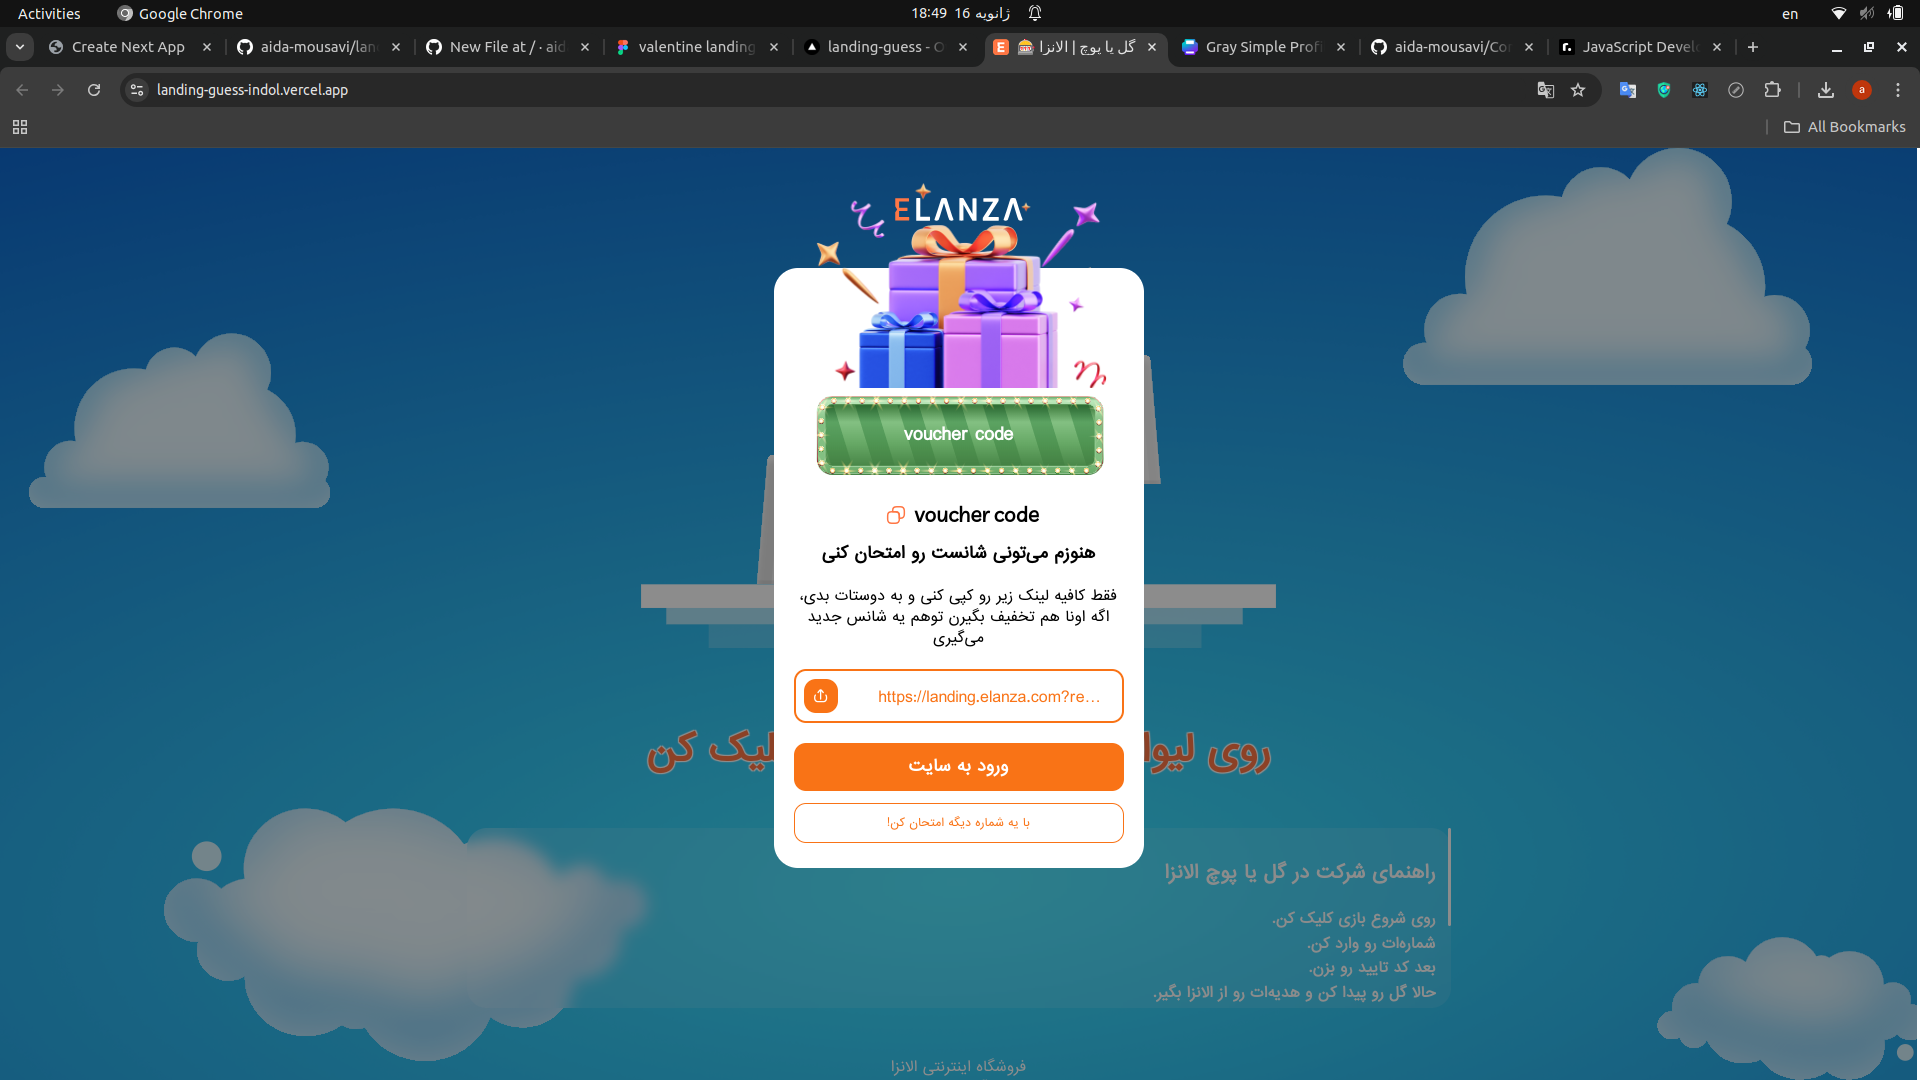 Activities
Google Chrome
ژانویه 16 18:49
en
Create Next App
aida-mousavi/lan
New File at / · aid
valentine landing
landing-guess - O
گل یا پوچ | الانزا
Gray Simple Profi
aida-mousavi/Co
JavaScript Develo
landing-guess-indol.vercel.app
a
All Bookmarks
ELANZA
voucher code
voucher code
هنوزم می‌تونی شانست رو امتحان کنی
فقط کافیه لینک زیر رو کپی کنی و به دوستات بدی،
اگه اونا هم تخفیف بگیرن توهم یه شانس جدید
می‌گیری
https://landing.elanza.com?re...
روی لیوا
لیک کن
ورود به سایت
با یه شماره دیگه امتحان کن!
راهنمای شرکت در گل یا پوچ الانزا
روی شروع بازی کلیک کن.
شماره‌ات رو وارد کن.
بعد کد تایید رو بزن.
حالا گل رو پیدا کن و هدیه‌ات رو از الانزا بگیر.
فروشگاه اینترنتی الانزا